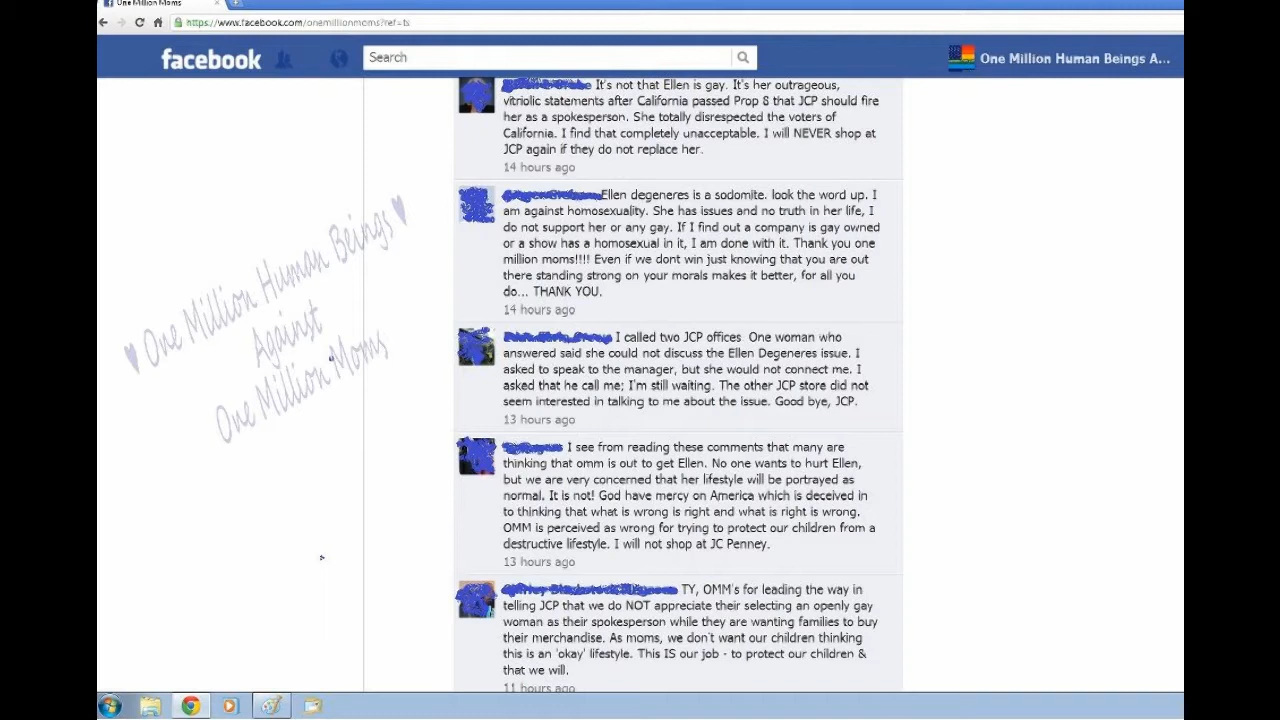 One Million Moms
https://www.facebook.com/onemillionmoms?ref=ts
facebook
Search
One Million Human Beings A...
It's not that Ellen is gay. It's her outrageous,
vitriolic statements after California passed Prop 8 that JCP should fire
her as a spokesperson. She totally disrespected the voters of
California. I find that completely unacceptable. I will NEVER shop at
JCP again if they do not replace her.
14 hours ago
Ellen degeneres is a sodomite. look the word up. I
am against homosexuality. She has issues and no truth in her life, I
do not support her or any gay. If I find out a company is gay owned
or a show has a homosexual in it, I am done with it. Thank you one
million moms!!!! Even if we dont win just knowing that you are out
there standing strong on your morals makes it better, for all you
do... THANK YOU.
14 hours ago
♥ One Million Human Beings ♥
Against
One Million Moms
I called two JCP offices  One woman who
answered said she could not discuss the Ellen Degeneres issue. I
asked to speak to the manager, but she would not connect me. I
asked that he call me; I'm still waiting. The other JCP store did not
seem interested in talking to me about the issue. Good bye, JCP.
13 hours ago
I see from reading these comments that many are
thinking that omm is out to get Ellen. No one wants to hurt Ellen,
but we are very concerned that her lifestyle will be portrayed as
normal. It is not! God have mercy on America which is deceived in
to thinking that what is wrong is right and what is right is wrong.
OMM is perceived as wrong for trying to protect our children from a
destructive lifestyle. I will not shop at JC Penney.
13 hours ago
TY, OMM's for leading the way in
telling JCP that we do NOT appreciate their selecting an openly gay
woman as their spokesperson while they are wanting families to buy
their merchandise. As moms, we don't want our children thinking
this is an 'okay' lifestyle. This IS our job - to protect our children &
that we will.
11 hours ago